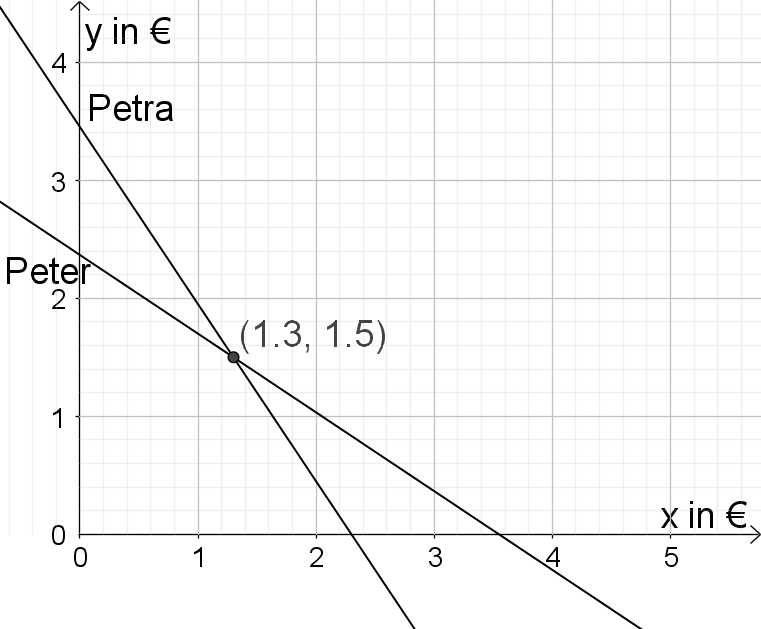 y in €
4
Petra
3
Peter
2
(1.3, 1.5)
1
x in €
0
0 1 2 3 4 5